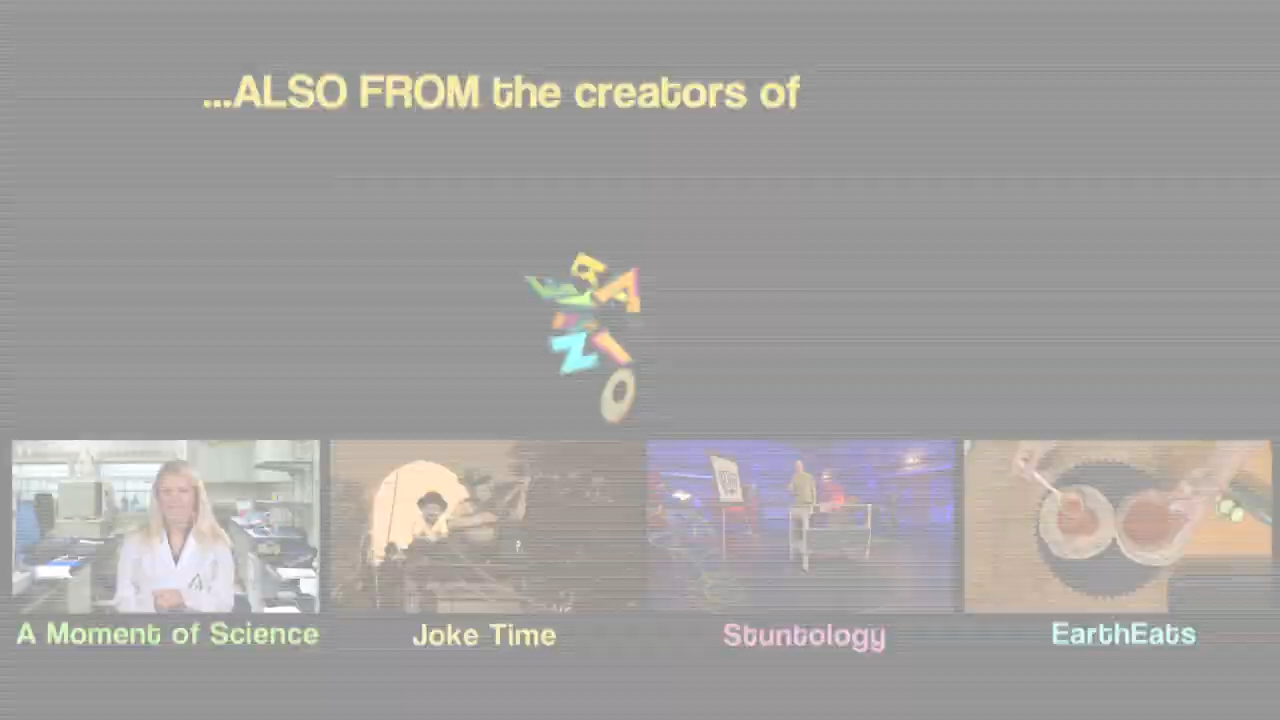 ...ALSO FROM the creators of
A Moment of Science
Joke Time
Stuntology
EarthEats